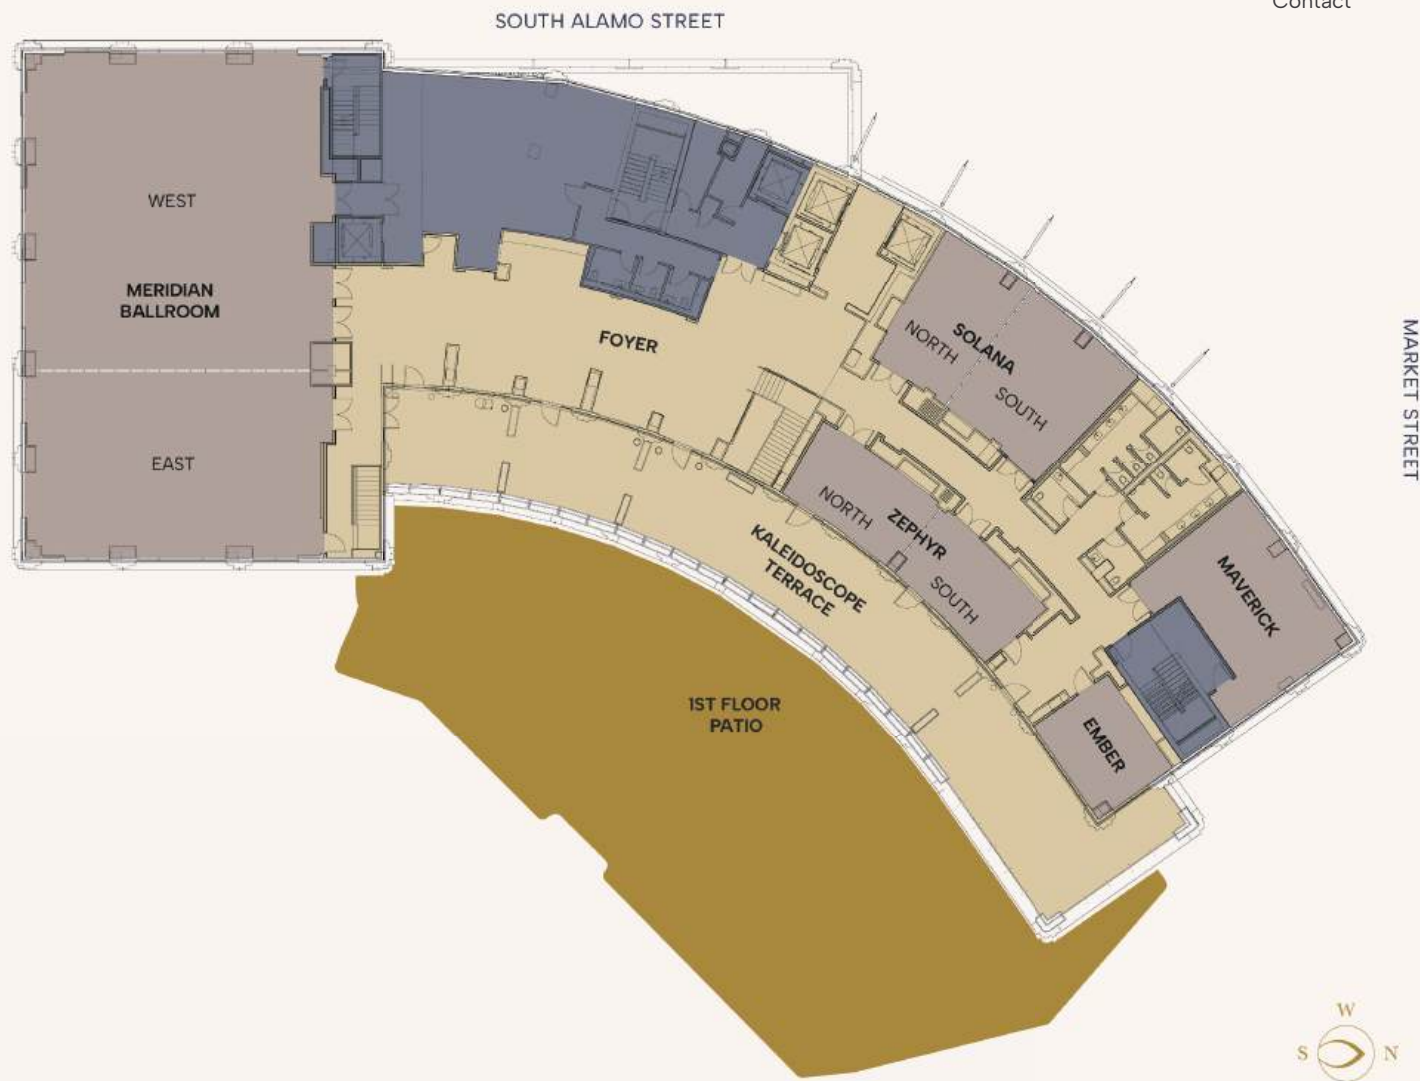 Contact
SOUTH ALAMO STREET
WEST
MERIDIAN
BALLROOM
EAST
FOYER
SOLANA
NORTH
SOUTH
MARKET STREET
ZEPHYR
NORTH
SOUTH
KALEIDOSCOPE
TERRACE
MAVERICK
EMBER
1ST FLOOR
PATIO
W
S
N